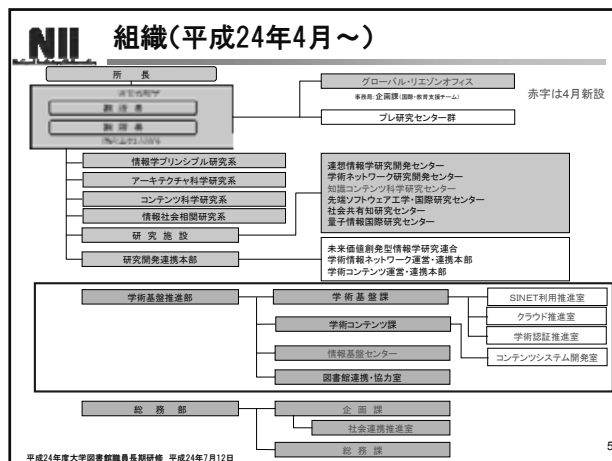 NII
組織(平成24年4月～)
所 長
グローバル・リエゾンオフィス
事務局:企画課(国際・教育支援チーム)
赤字は4月新設
プレ研究センター群
副 所 長
副 所 長
情報学プリンシプル研究系
アーキテクチャ科学研究系
コンテンツ科学研究系
情報社会相関研究系
研 究 施 設
研究開発連携本部
連想情報学研究開発センター
学術ネットワーク研究開発センター
知識コンテンツ科学研究センター
先端ソフトウェア工学・国際研究センター
社会共有知研究センター
量子情報国際研究センター
未来価値創発型情報学研究連合
学術情報ネットワーク運営・連携本部
学術コンテンツ運営・連携本部
学術基盤推進部
学 術 基 盤 課
SINET利用推進室
クラウド推進室
学術認証推進室
学術コンテンツ課
コンテンツシステム開発室
情報基盤センター
図書館連携・協力室
総 務 部
企 画 課
社会連携推進室
総 務 課
平成24年度大学図書館職員長期研修 平成24年7月12日
5